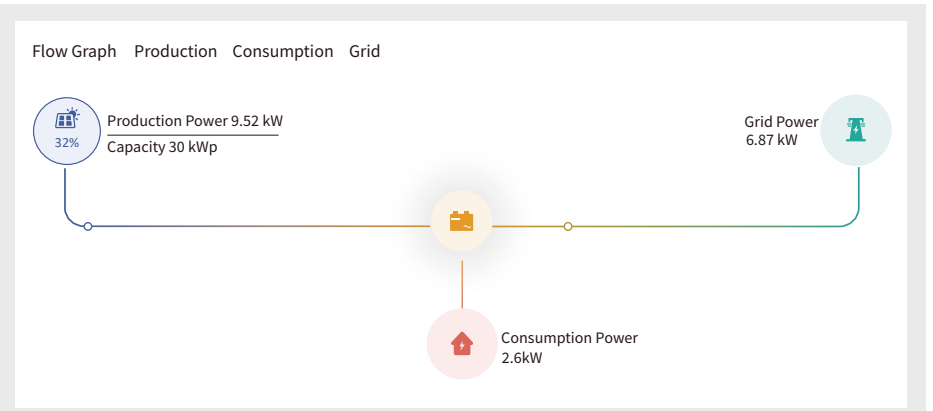 Flow Graph Production Consumption Grid
32%
Production Power 9.52 kW
Capacity 30 kWp
Grid Power
6.87 kW
Consumption Power
2.6kW